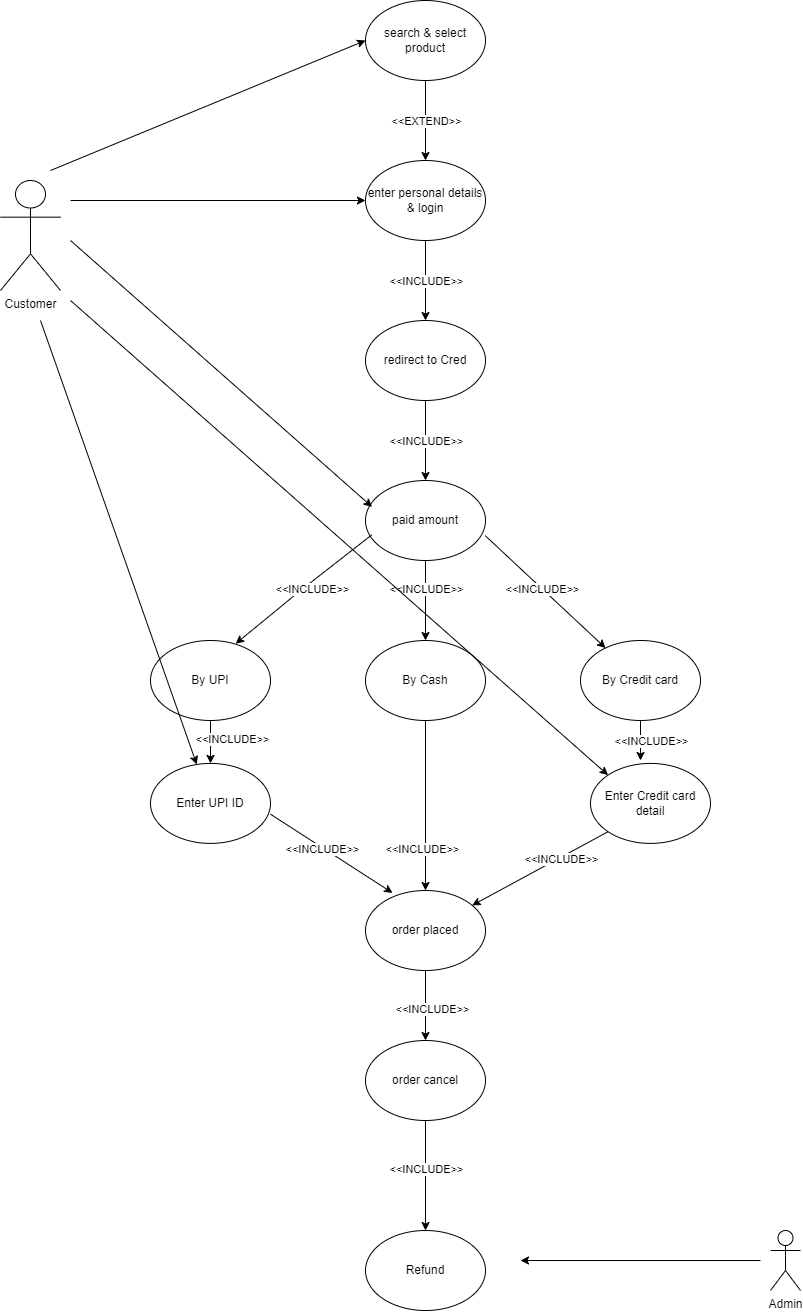 search & select
product
<<EXTEND>>
enter personal details
& login
<<INCLUDE>>
Customer
redirect to Cred
<<INCLUDE>>
paid amount
<<INCLUDE>>
<<INCLUDE>>
<<INCLUDE>>
By UPI
By Cash
By Credit card
<<INCLUDE>>
<<INCLUDE>>
Enter UPI ID
Enter Credit card
detail
<<INCLUDE>>
<<INCLUDE>>
<<INCLUDE>>
order placed
<<INCLUDE>>
order cancel
<<INCLUDE>>
Refund
Admin